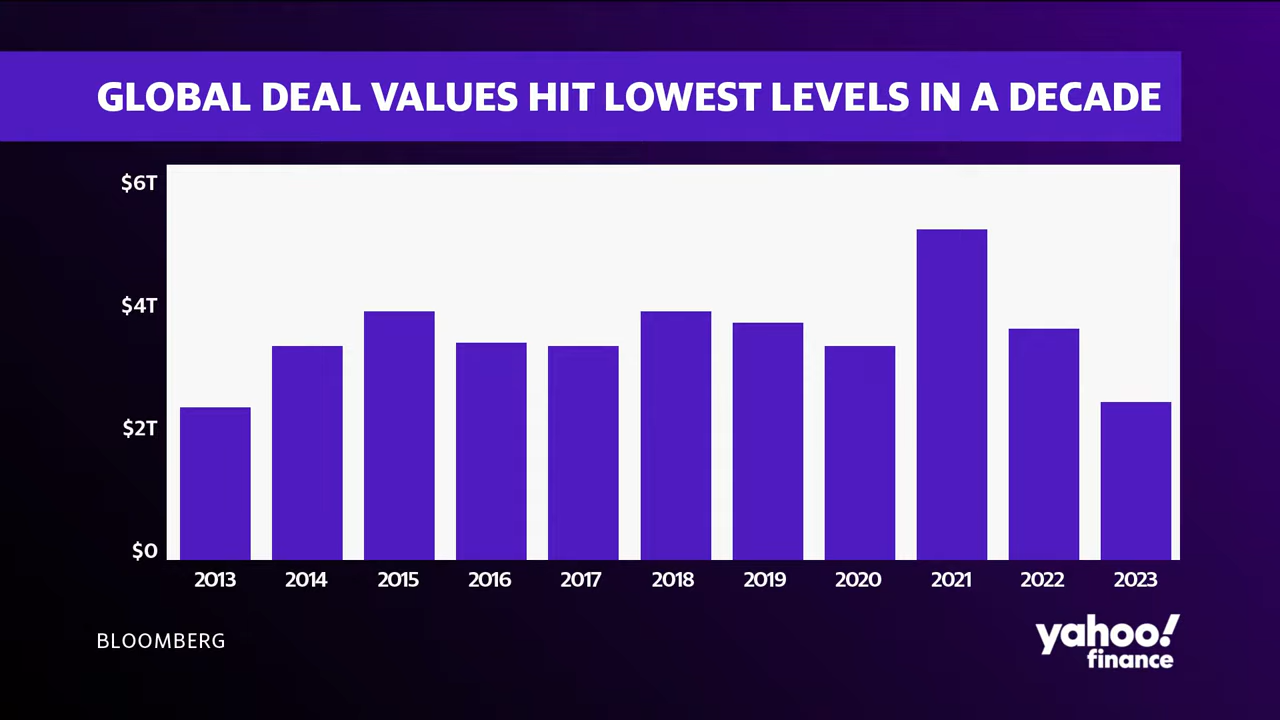 GLOBAL DEAL VALUES HIT LOWEST LEVELS IN A DECADE
$6T
$4T
$2T
$0
2013 2014 2015 2016 2017 2018 2019 2020 2021 2022 2023
BLOOMBERG
yahoo!
finance